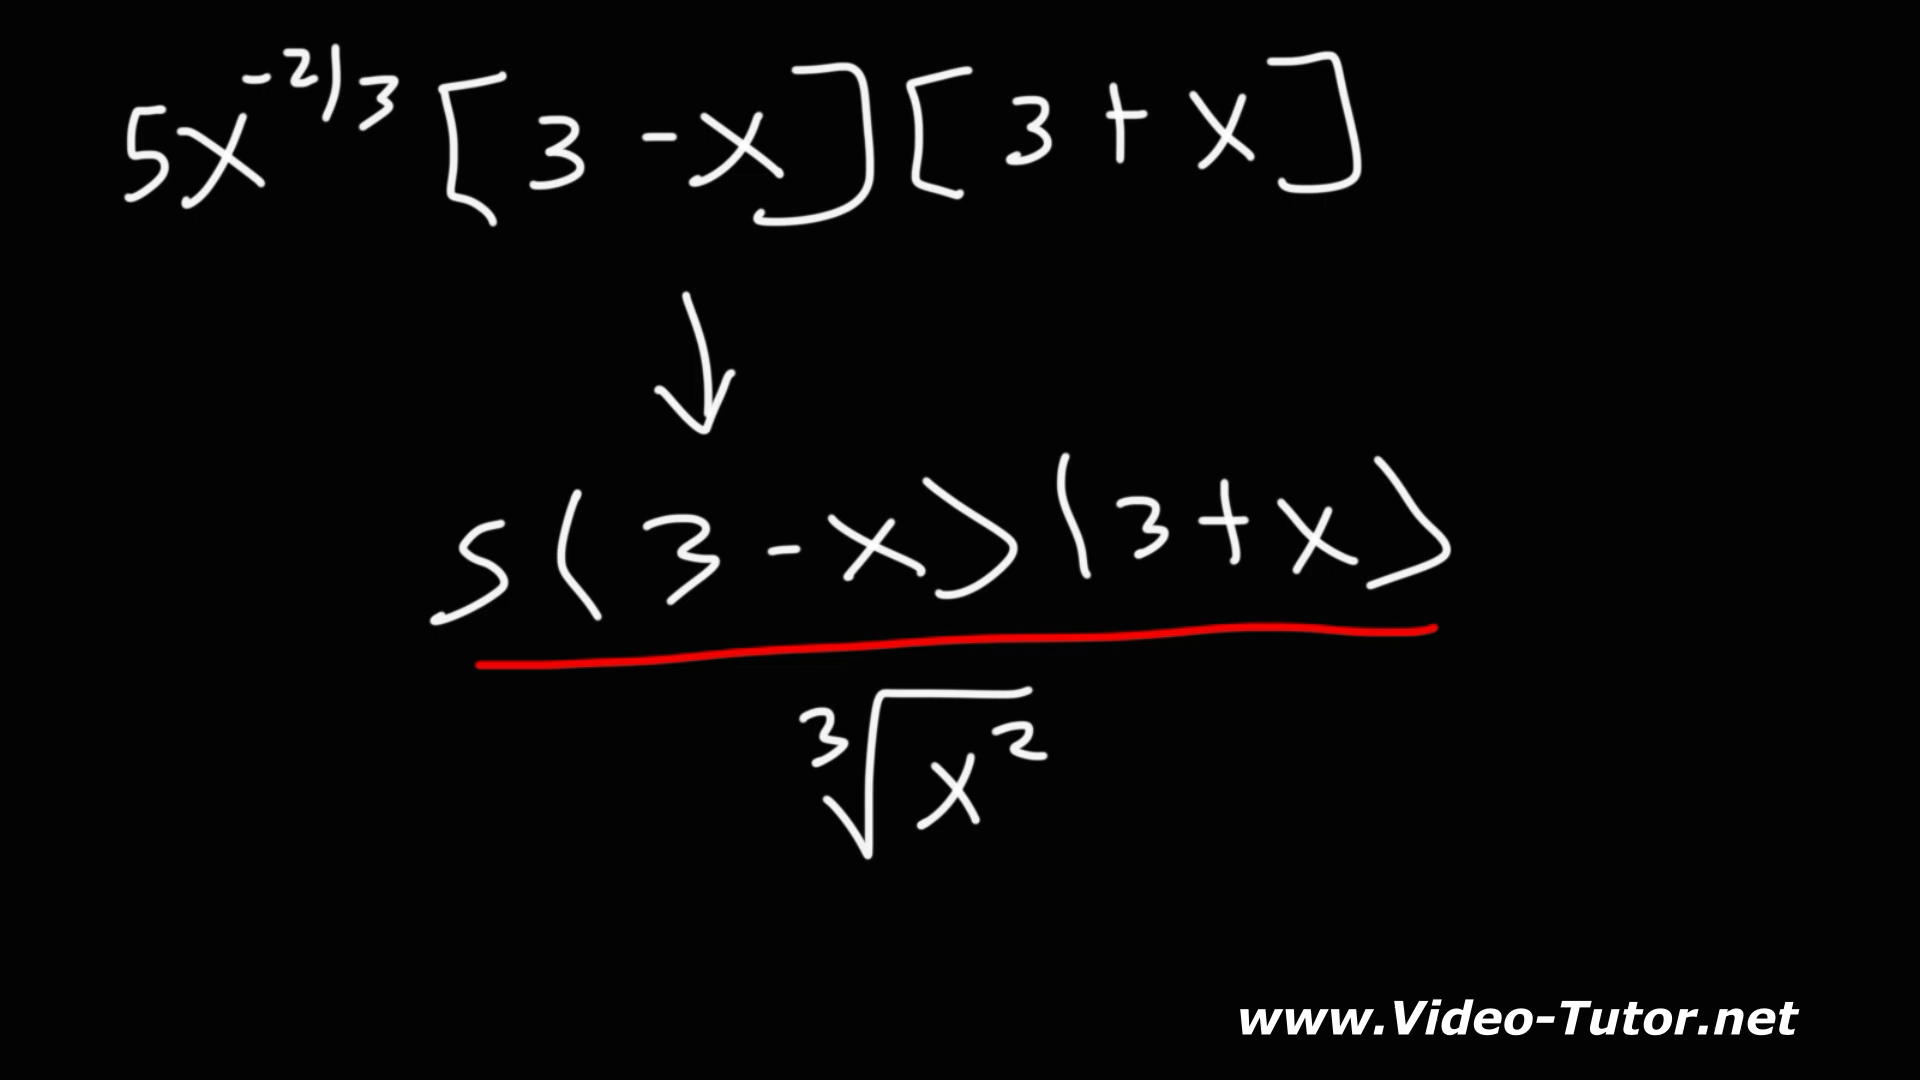 5x^{-2/3} [3 - x][3 + x]
↓
5(3 - x)(3 + x)
∛x²
www.Video-Tutor.net